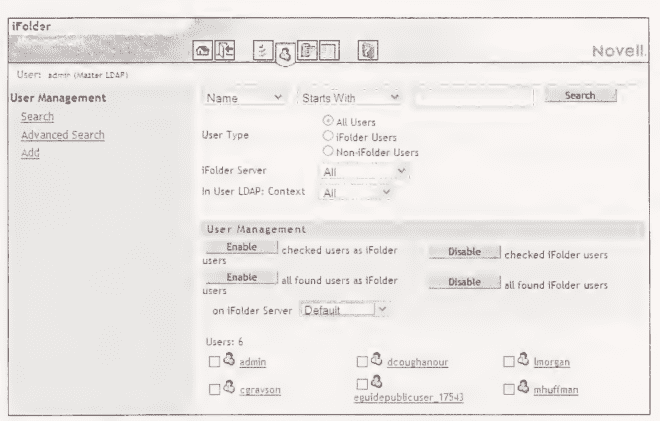 iFolder
Novell.
User: admin (Master LDAP)
User Management
Search
Advanced Search
Add
Name Starts With Search
User Type
All Users
iFolder Users
Non-iFolder Users
iFolder Server All
In User LDAP: Context All
User Management
Enable checked users as iFolder users
Disable checked iFolder users
Enable all found users as iFolder users
Disable all found iFolder users
on iFolder Server Default
Users: 6
admin dcoughanour lmorgan
cgrayson eguidepublicuser_17543 mhuffman